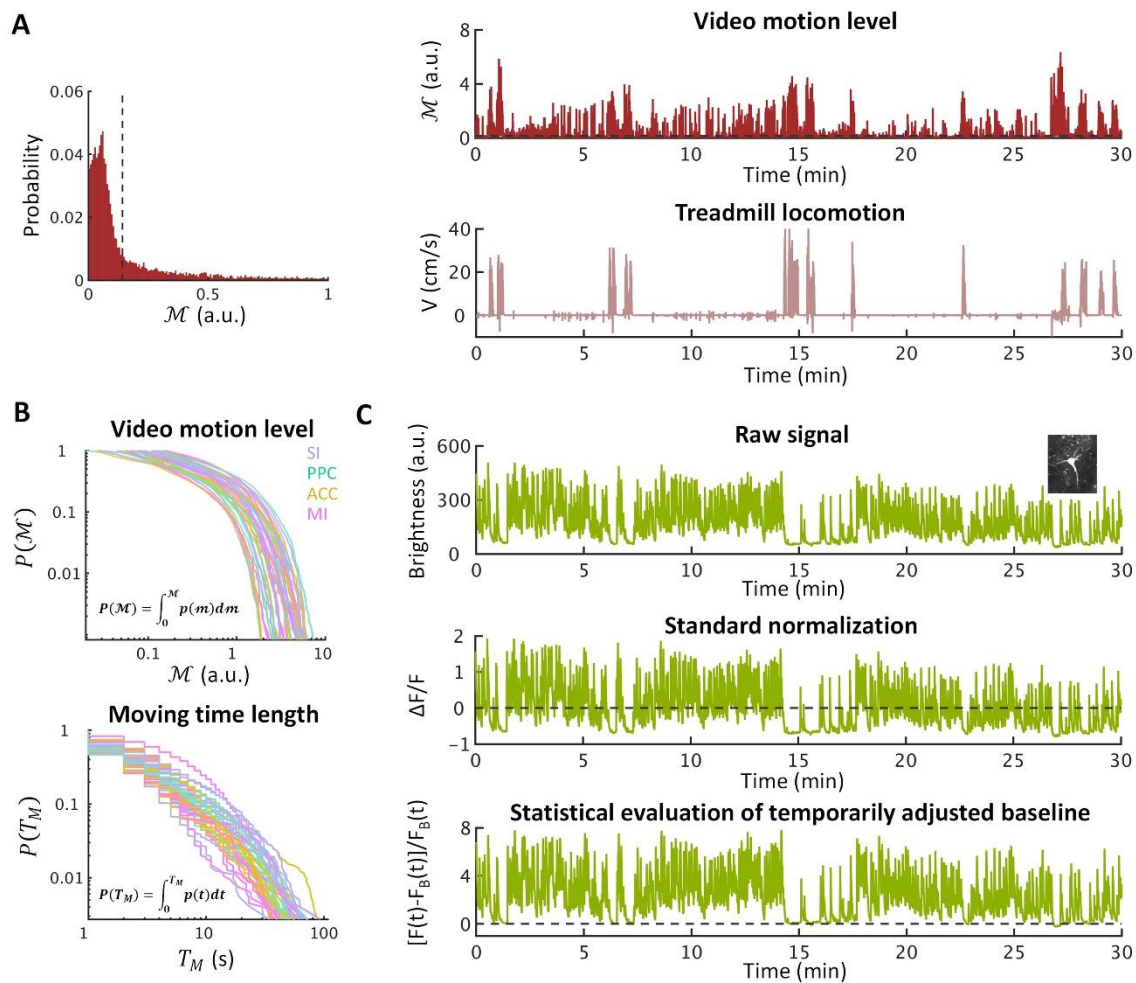 A
0.06
0.04
0.02
0
Probability
0
0.5
1
ℳ (a.u.)
Video motion level
8
4
0
ℳ (a.u.)
0 5 10 15 20 25 30
Time (min)
Treadmill locomotion
40
20
0
V (cm/s)
0 5 10 15 20 25 30
Time (min)
B
Video motion level
1
0.1
0.01
P(ℳ)
SI
PPC
ACC
MI
P(ℳ) = ∫₀^ℳ p(m)dm
0.1 1 10
ℳ (a.u.)
Moving time length
1
0.1
0.01
P(T_M)
P(T_M) = ∫₀^{T_M} p(t)dt
1 10 100
T_M (s)
C
Raw signal
600
300
0
Brightness (a.u.)
0 5 10 15 20 25 30
Time (min)
Standard normalization
2
1
0
−1
ΔF/F
0 5 10 15 20 25 30
Time (min)
Statistical evaluation of temporarily adjusted baseline
8
4
0
[F(t)-F_B(t)]/F_B(t)
0 5 10 15 20 25 30
Time (min)